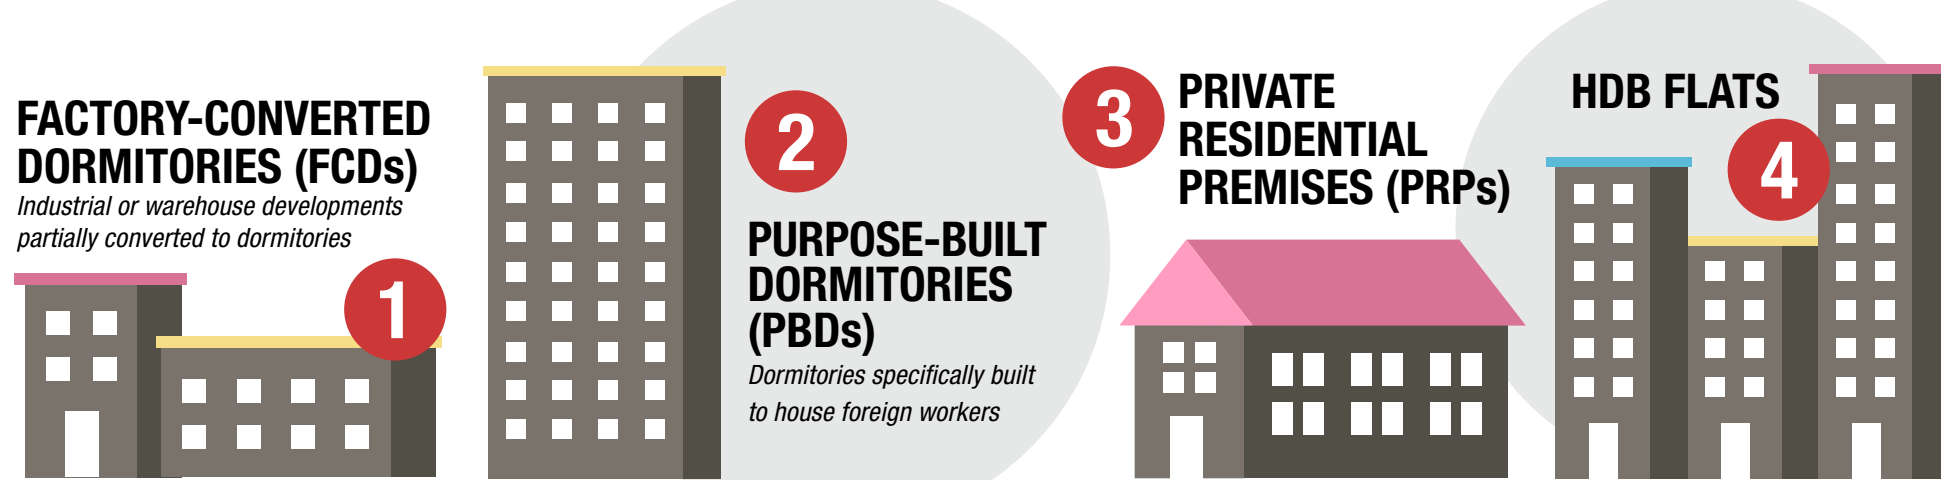 FACTORY-CONVERTED
DORMITORIES (FCDs)
Industrial or warehouse developments
partially converted to dormitories
1
2
PURPOSE-BUILT
DORMITORIES
(PBDs)
Dormitories specifically built
to house foreign workers
3
PRIVATE
RESIDENTIAL
PREMISES (PRPs)
HDB FLATS
4